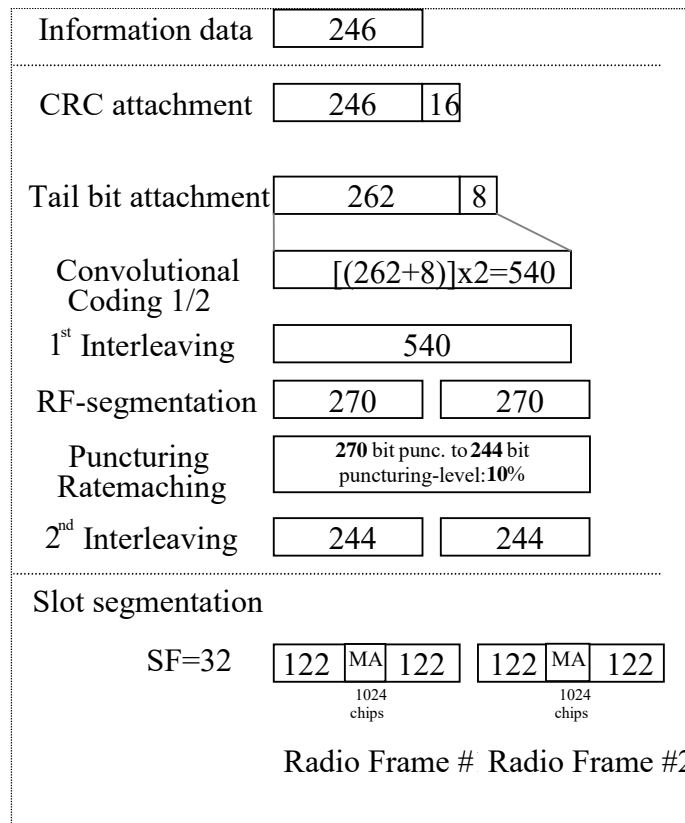 Information data 246
CRC attachment 246 16
Tail bit attachment 262 8
Convolutional [(262+8)]x2=540
Coding 1/2
1st Interleaving 540
RF-segmentation 270 270
Puncturing 270 bit punc. to 244 bit
Ratemaching puncturing-level:10%
2nd Interleaving 244 244
Slot segmentation
SF=32 122 MA 122 122 MA 122
1024 1024
chips chips
Radio Frame # Radio Frame #2